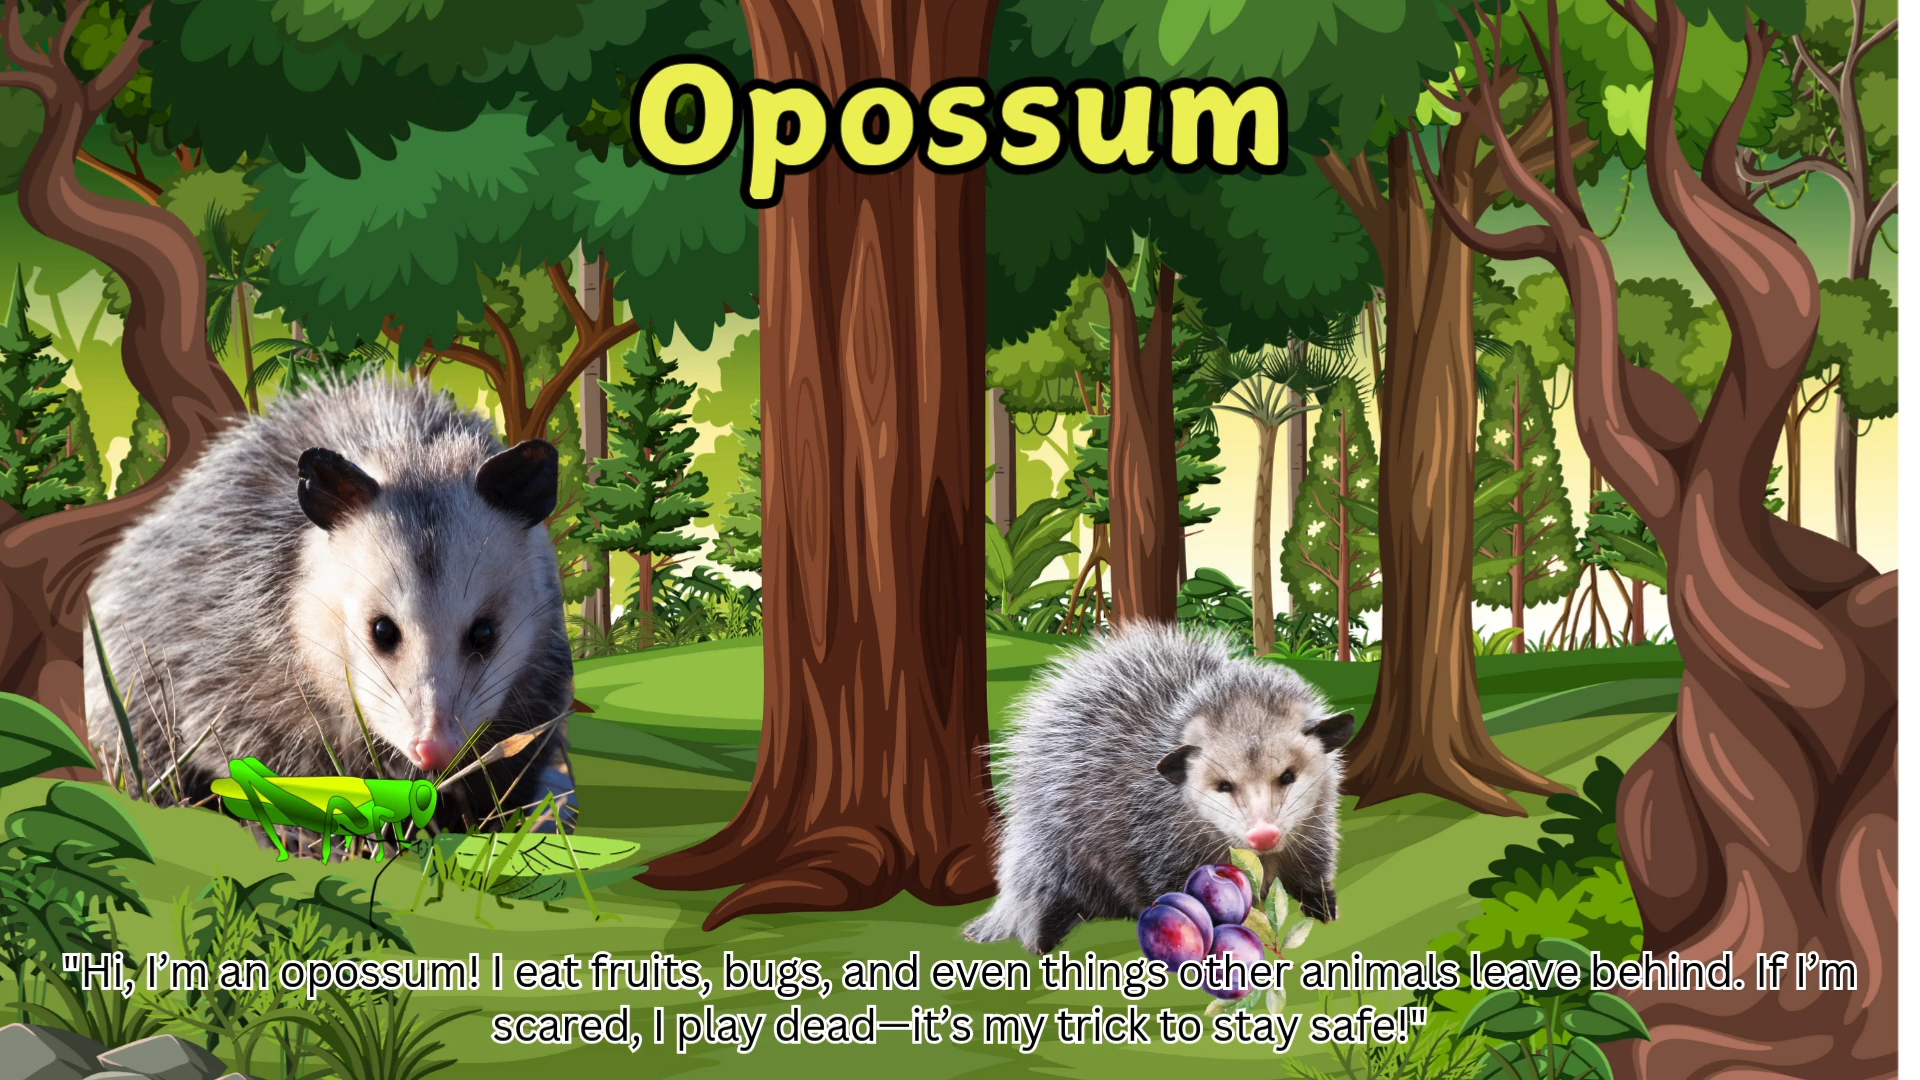 Opossum
"Hi, I’m an opossum! I eat fruits, bugs, and even things other animals leave behind. If I’m
scared, I play dead—it’s my trick to stay safe!"